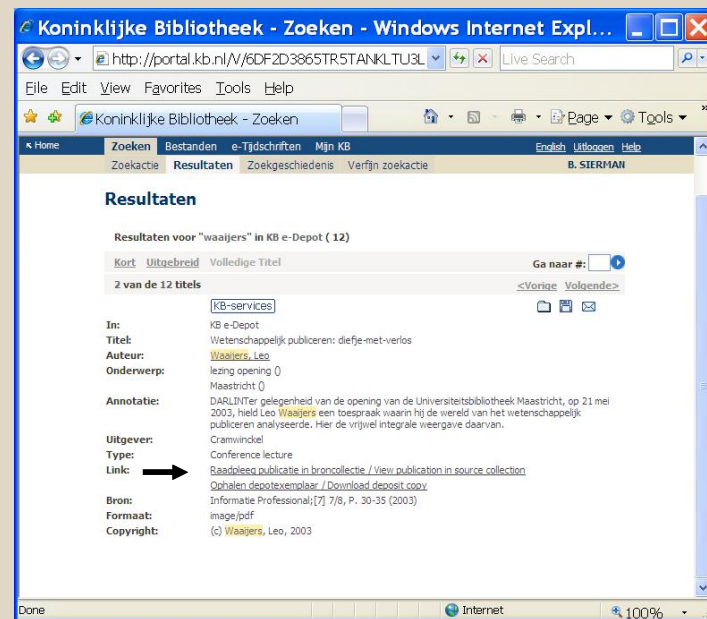 Koninklijke Bibliotheek - Zoeken - Windows Internet Expl...
http://portal.kb.nl/V/6DF2D3865TR5TANKLTU3L
Live Search
File Edit View Favorites Tools Help
Koninklijke Bibliotheek - Zoeken
Page Tools »
Home Zoeken Bestanden e-Tijdschriften Mijn KB English Uitloggen Help
Zoekactie Resultaten Zoekgeschiedenis Verfijn zoekactie B. SIERMAN
Resultaten
Resultaten voor "waaijers" in KB e-Depot ( 12)
Kort Uitgebreid Volledige Titel Ga naar #:
2 van de 12 titels <Vorige Volgende>
KB-services
In: KB e-Depot
Titel: Wetenschappelijk publiceren: diefje-met-verlos
Auteur: Waaijers, Leo
Onderwerp: lezing opening ()
Maastricht ()
Annotatie: DARLINTer gelegenheid van de opening van de Universiteitsbibliotheek Maastricht, op 21 mei
2003, hield Leo Waaijers een toespraak waarin hij de wereld van het wetenschappelijk
publiceren analyseerde. Hier de vrijwel integrale weergave daarvan.
Uitgever: Cramwinckel
Type: Conference lecture
Link: Raadpleeg publicatie in broncollectie / View publication in source collection
Ophalen depotexemplaar / Download deposit copy
Bron: Informatie Professional;[7] 7/8, P. 30-35 (2003)
Formaat: image/pdf
Copyright: (c) Waaijers, Leo, 2003
Done Internet 100%